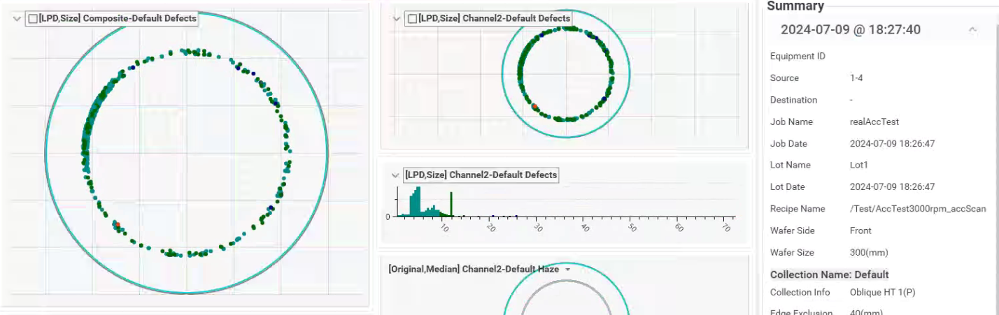 [LPD,Size] Composite-Default Defects
[LPD,Size] Channel2-Default Defects
[LPD,Size] Channel2-Default Defects
0
10
20
30
40
50
60
70
[Original,Median] Channel2-Default Haze
Summary
2024-07-09 @ 18:27:40
Equipment ID
Source 1-4
Destination -
Job Name realAccTest
Job Date 2024-07-09 18:26:47
Lot Name Lot1
Lot Date 2024-07-09 18:26:47
Recipe Name /Test/AccTest3000rpm_accScan
Wafer Side Front
Wafer Size 300(mm)
Collection Name: Default
Collection Info Oblique HT 1(P)
Edge Exclusion 40(mm)